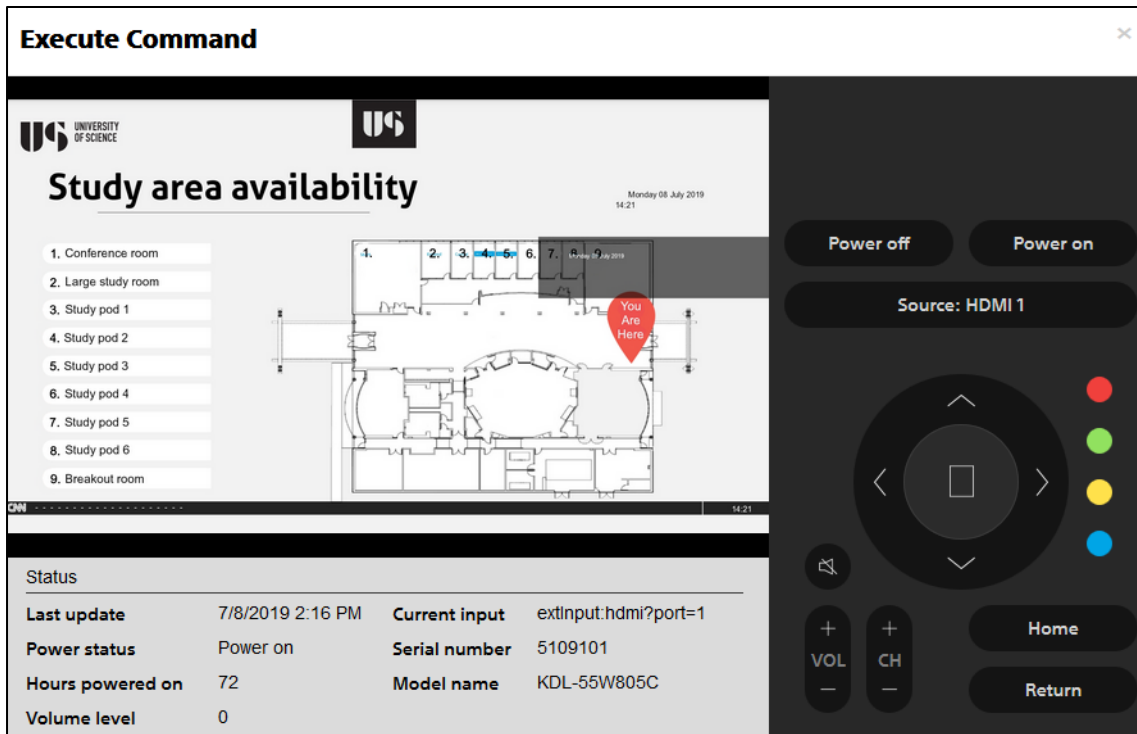 Execute Command
×
US UNIVERSITY
OF SCIENCE
US
Study area availability
Monday 08 July 2019
14:21
1. Conference room
2. Large study room
3. Study pod 1
4. Study pod 2
5. Study pod 3
6. Study pod 4
7. Study pod 5
8. Study pod 6
9. Breakout room
1. 2. 3. 4. 5. 6. 7. 8. 9.
Monday 08 July 2019
You
Are
Here
CNN
14:21
Power off Power on
Source: HDMI 1
Status
Last update 7/8/2019 2:16 PM Current input extInput:hdmi?port=1
Power status Power on Serial number 5109101
Hours powered on 72 Model name KDL-55W805C
Volume level 0
+ +
VOL CH
− −
Home
Return